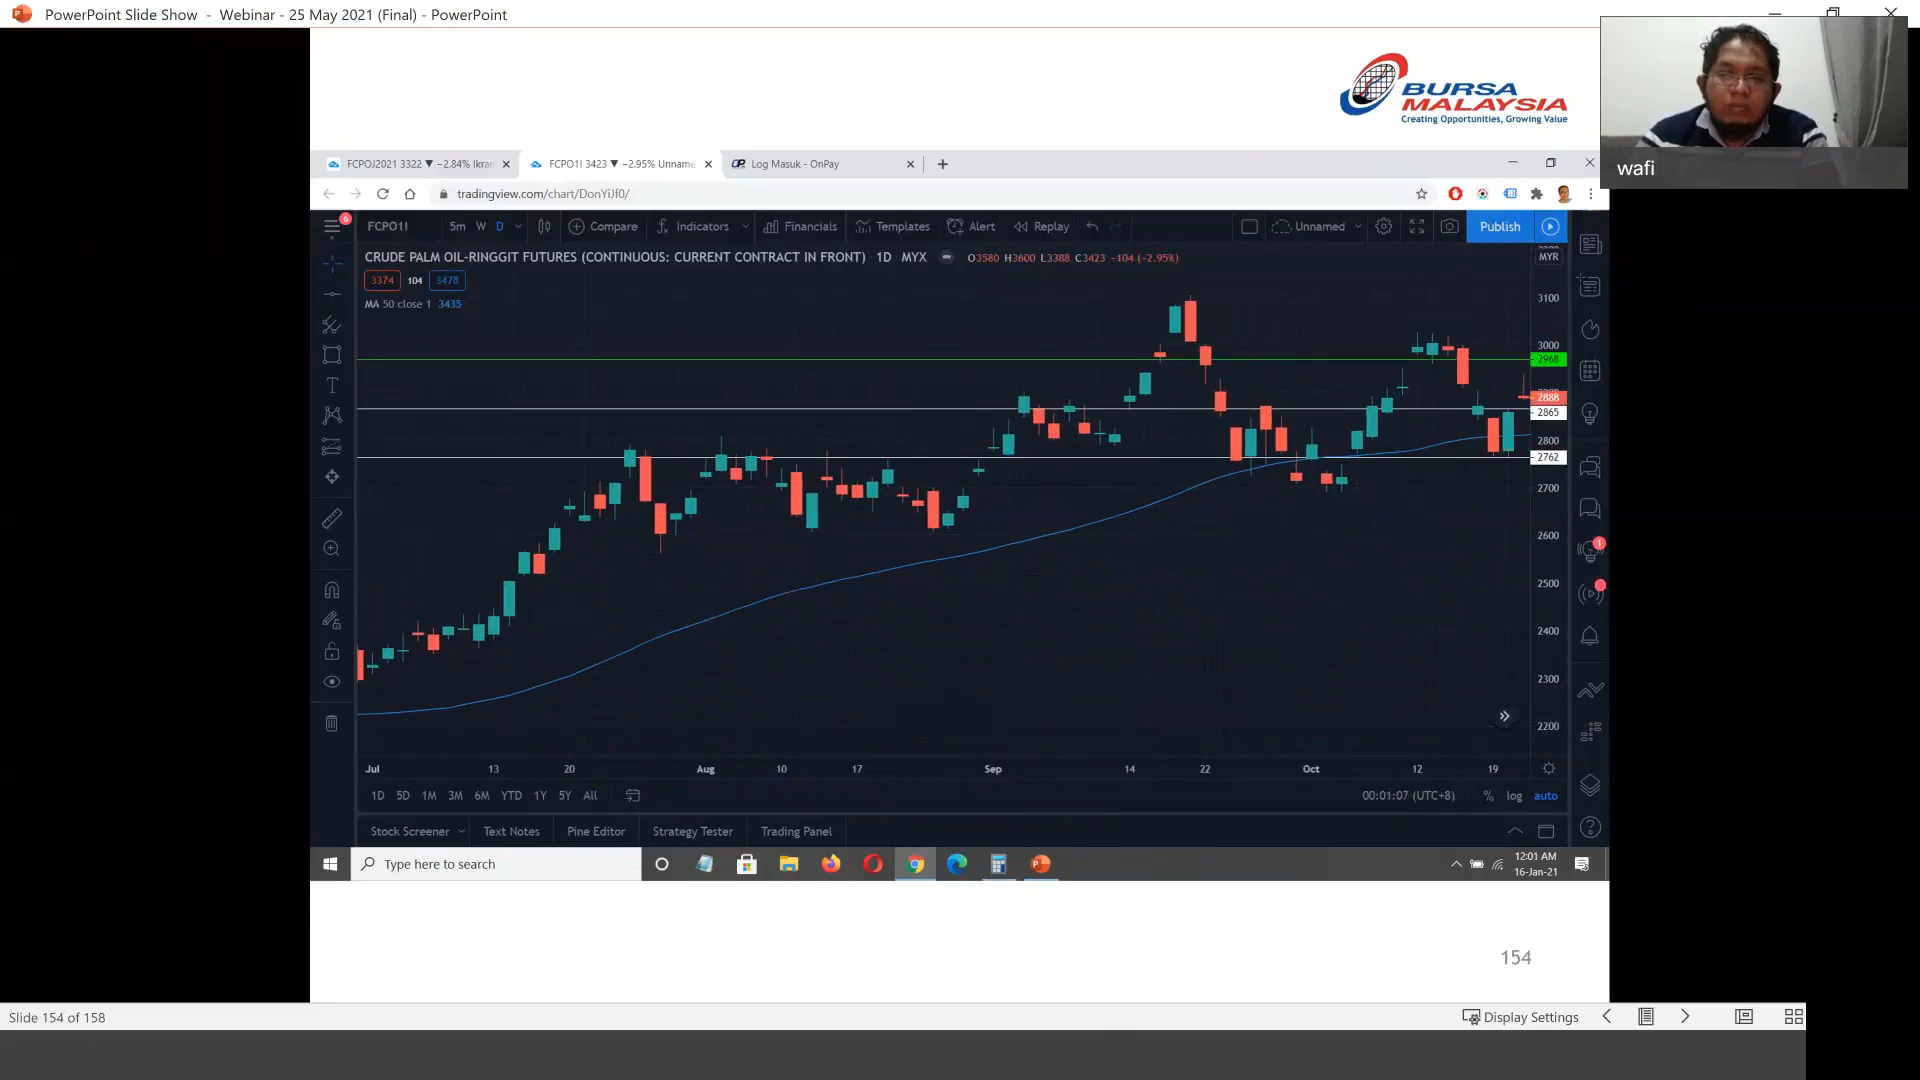 PowerPoint Slide Show - Webinar - 25 May 2021 (Final) - PowerPoint
BURSA
MALAYSIA
Creating Opportunities, Growing Value
wafi
FCPOJ2021 3322 ▼ −2.84% Ikran
FCPO1! 3423 ▼ −2.95% Unname
Log Masuk - OnPay
tradingview.com/chart/DonYiJf0/
6
FCPO1!
5m W D
Compare
Indicators
Financials
Templates
Alert
Replay
Unnamed
Publish
CRUDE PALM OIL-RINGGIT FUTURES (CONTINUOUS: CURRENT CONTRACT IN FRONT) 1D MYX
O3580 H3600 L3388 C3423 −104 (−2.95%)
MYR
3374 104 3478
MA 50 close 1 3435
3100
3000
2968
2888
2865
2800
2762
2700
2600
2500
2400
2300
2200
1
Jul 13 20 Aug 10 17 Sep 14 22 Oct 12 19
1D 5D 1M 3M 6M YTD 1Y 5Y All
00:01:07 (UTC+8) % log auto
Stock Screener Text Notes Pine Editor Strategy Tester Trading Panel
Type here to search
12:01 AM
16-Jan-21
154
Slide 154 of 158
Display Settings